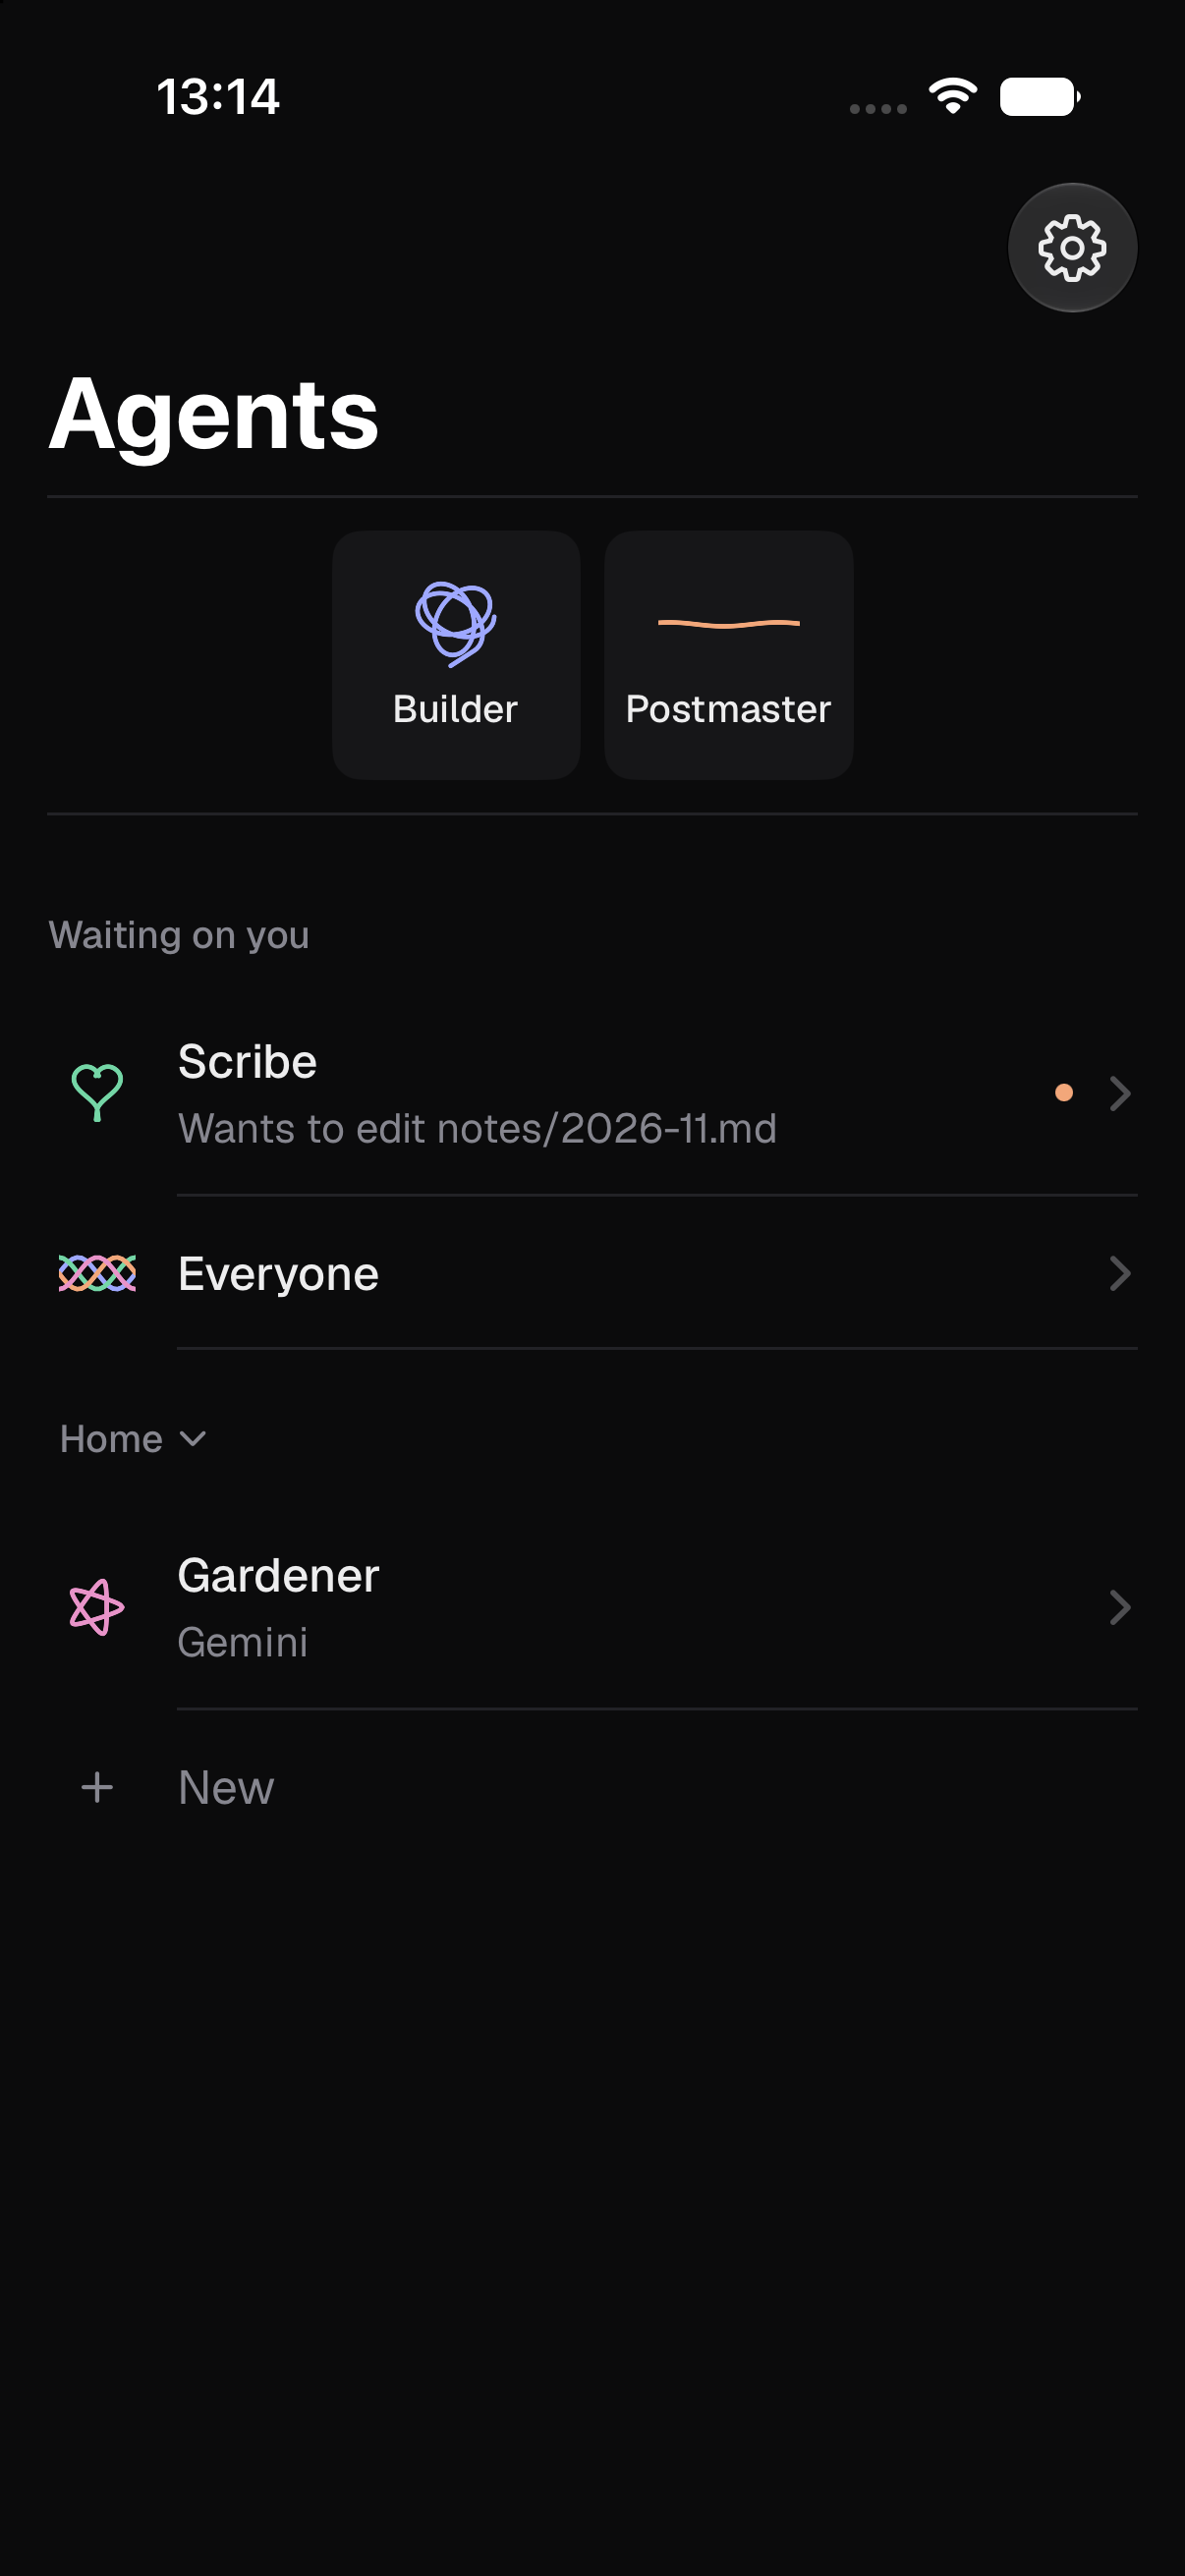 13:14
Agents
Builder
Postmaster
Waiting on you
Scribe
Wants to edit notes/2026-11.md
Everyone
Home
Gardener
Gemini
New